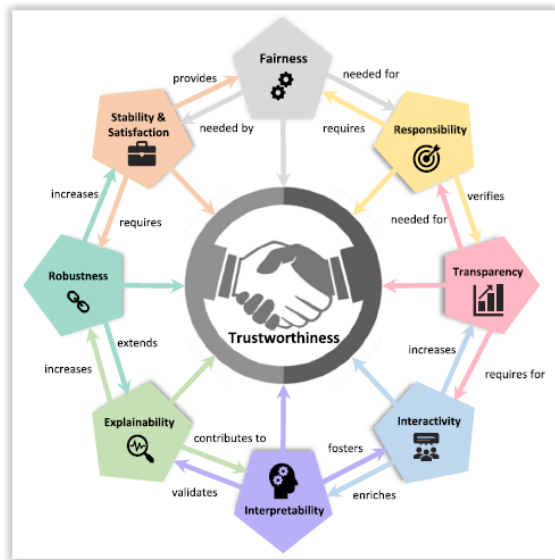 Fairness
provides
needed for
Stability &
Satisfaction
needed by
requires
Responsibility
increases
requires
needed for
verifies
Robustness
Transparency
Trustworthiness
extends
increases
increases
requires for
Explainability
contributes to
fosters
Interactivity
validates
Interpretability
enriches